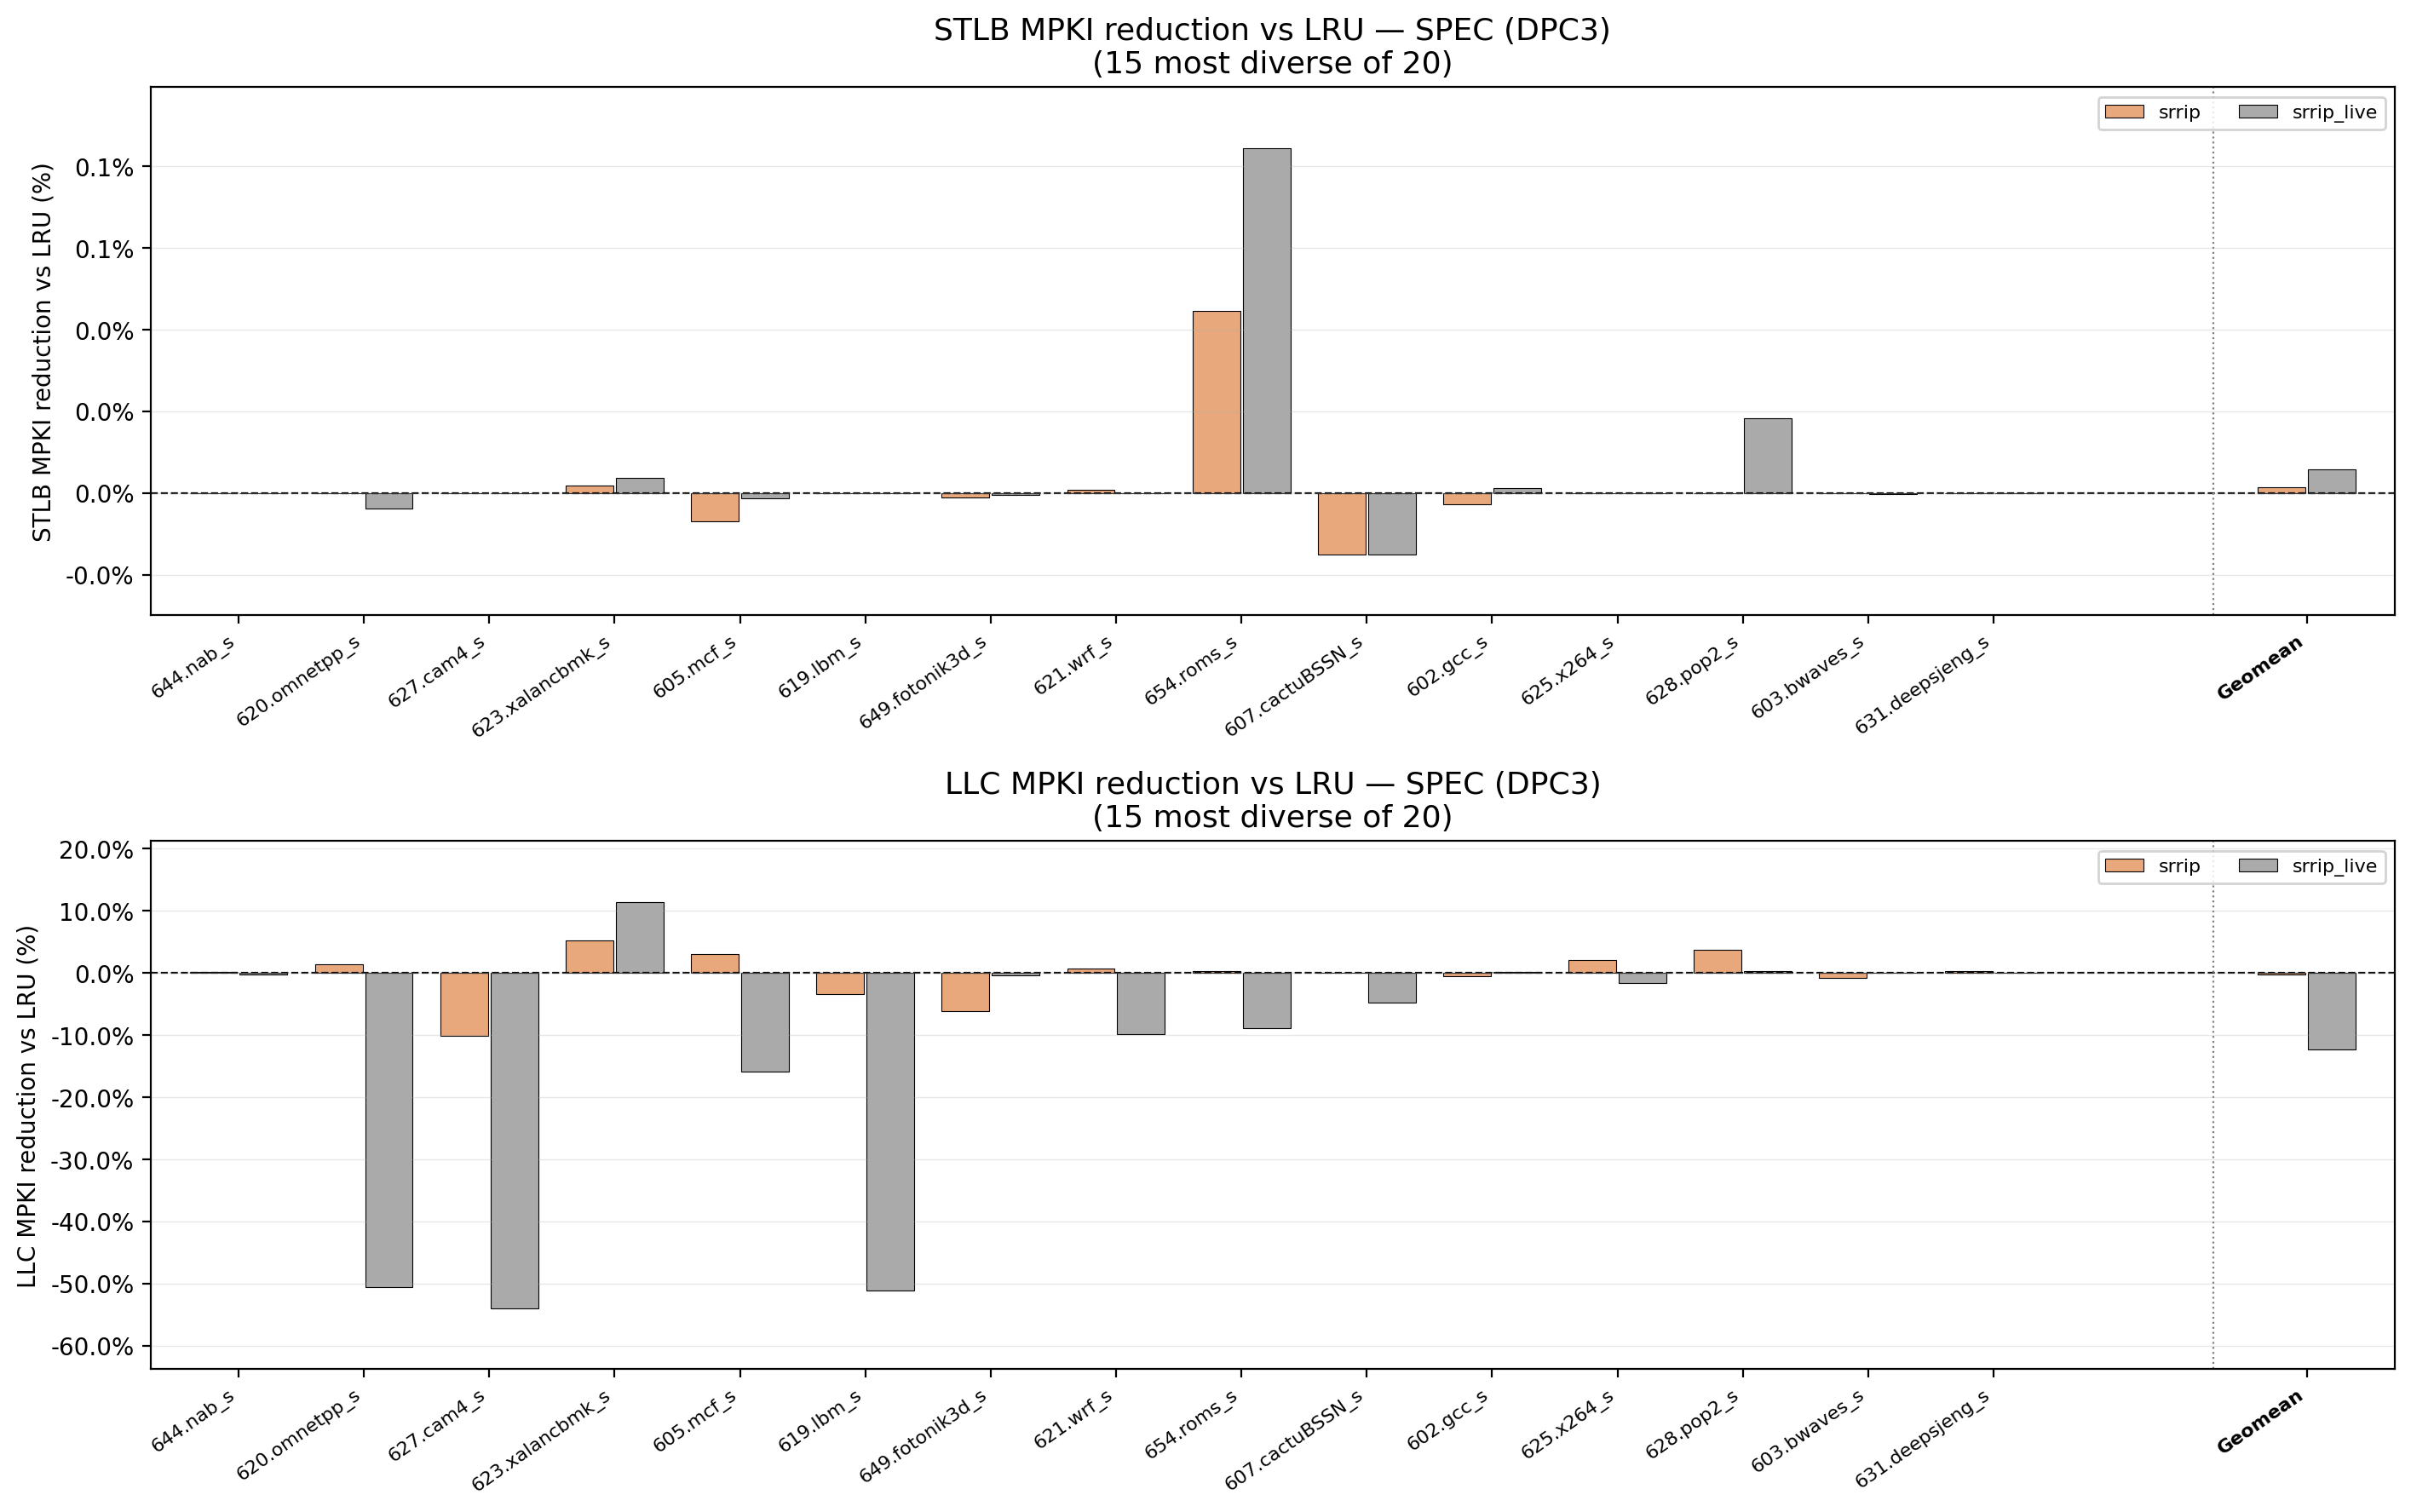 STLB MPKI reduction vs LRU — SPEC (DPC3)
(15 most diverse of 20)
srrip
srrip_live
STLB MPKI reduction vs LRU (%)
0.1%
0.1%
0.0%
0.0%
0.0%
-0.0%
644.nab_s
620.omnetpp_s
627.cam4_s
623.xalancbmk_s
605.mcf_s
619.lbm_s
649.fotonik3d_s
621.wrf_s
654.roms_s
607.cactuBSSN_s
602.gcc_s
625.x264_s
628.pop2_s
603.bwaves_s
631.deepsjeng_s
Geomean
LLC MPKI reduction vs LRU — SPEC (DPC3)
(15 most diverse of 20)
srrip
srrip_live
LLC MPKI reduction vs LRU (%)
20.0%
10.0%
0.0%
-10.0%
-20.0%
-30.0%
-40.0%
-50.0%
-60.0%
644.nab_s
620.omnetpp_s
627.cam4_s
623.xalancbmk_s
605.mcf_s
619.lbm_s
649.fotonik3d_s
621.wrf_s
654.roms_s
607.cactuBSSN_s
602.gcc_s
625.x264_s
628.pop2_s
603.bwaves_s
631.deepsjeng_s
Geomean